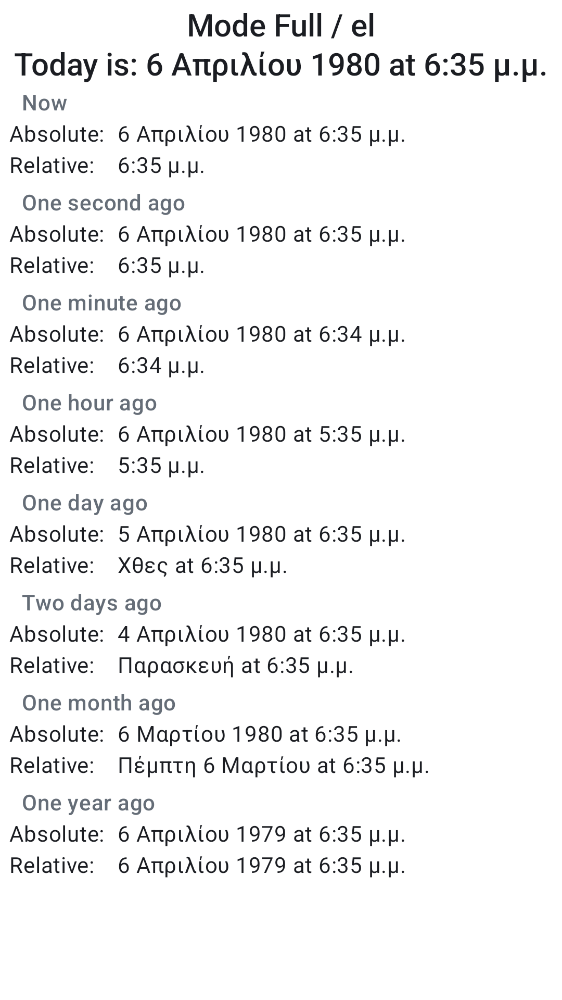 Mode Full / el
Today is: 6 Απριλίου 1980 at 6:35 μ.μ.
Now
Absolute: 6 Απριλίου 1980 at 6:35 μ.μ.
Relative: 6:35 μ.μ.
One second ago
Absolute: 6 Απριλίου 1980 at 6:35 μ.μ.
Relative: 6:35 μ.μ.
One minute ago
Absolute: 6 Απριλίου 1980 at 6:34 μ.μ.
Relative: 6:34 μ.μ.
One hour ago
Absolute: 6 Απριλίου 1980 at 5:35 μ.μ.
Relative: 5:35 μ.μ.
One day ago
Absolute: 5 Απριλίου 1980 at 6:35 μ.μ.
Relative: Χθες at 6:35 μ.μ.
Two days ago
Absolute: 4 Απριλίου 1980 at 6:35 μ.μ.
Relative: Παρασκευή at 6:35 μ.μ.
One month ago
Absolute: 6 Μαρτίου 1980 at 6:35 μ.μ.
Relative: Πέμπτη 6 Μαρτίου at 6:35 μ.μ.
One year ago
Absolute: 6 Απριλίου 1979 at 6:35 μ.μ.
Relative: 6 Απριλίου 1979 at 6:35 μ.μ.